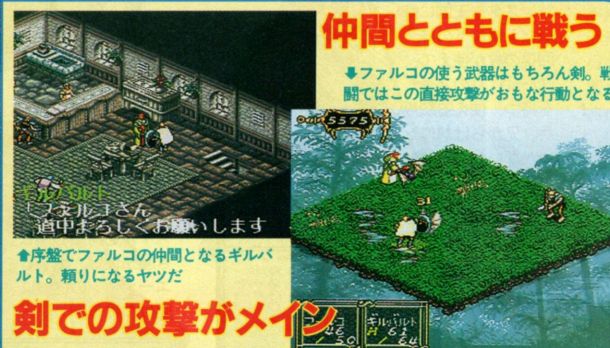 仲間とともに戦う
⬇ファルコの使う武器はもちろん剣。戦
闘ではこの直接攻撃がおもな行動となる
ギルバルト
「ファルコさん
道中よろしくお願いします
⬆序盤でファルコの仲間となるギルバ
ルト。頼りになるヤツだ
5575
31
剣での攻撃がメイン
ギルバルト
H 61
46
50
64